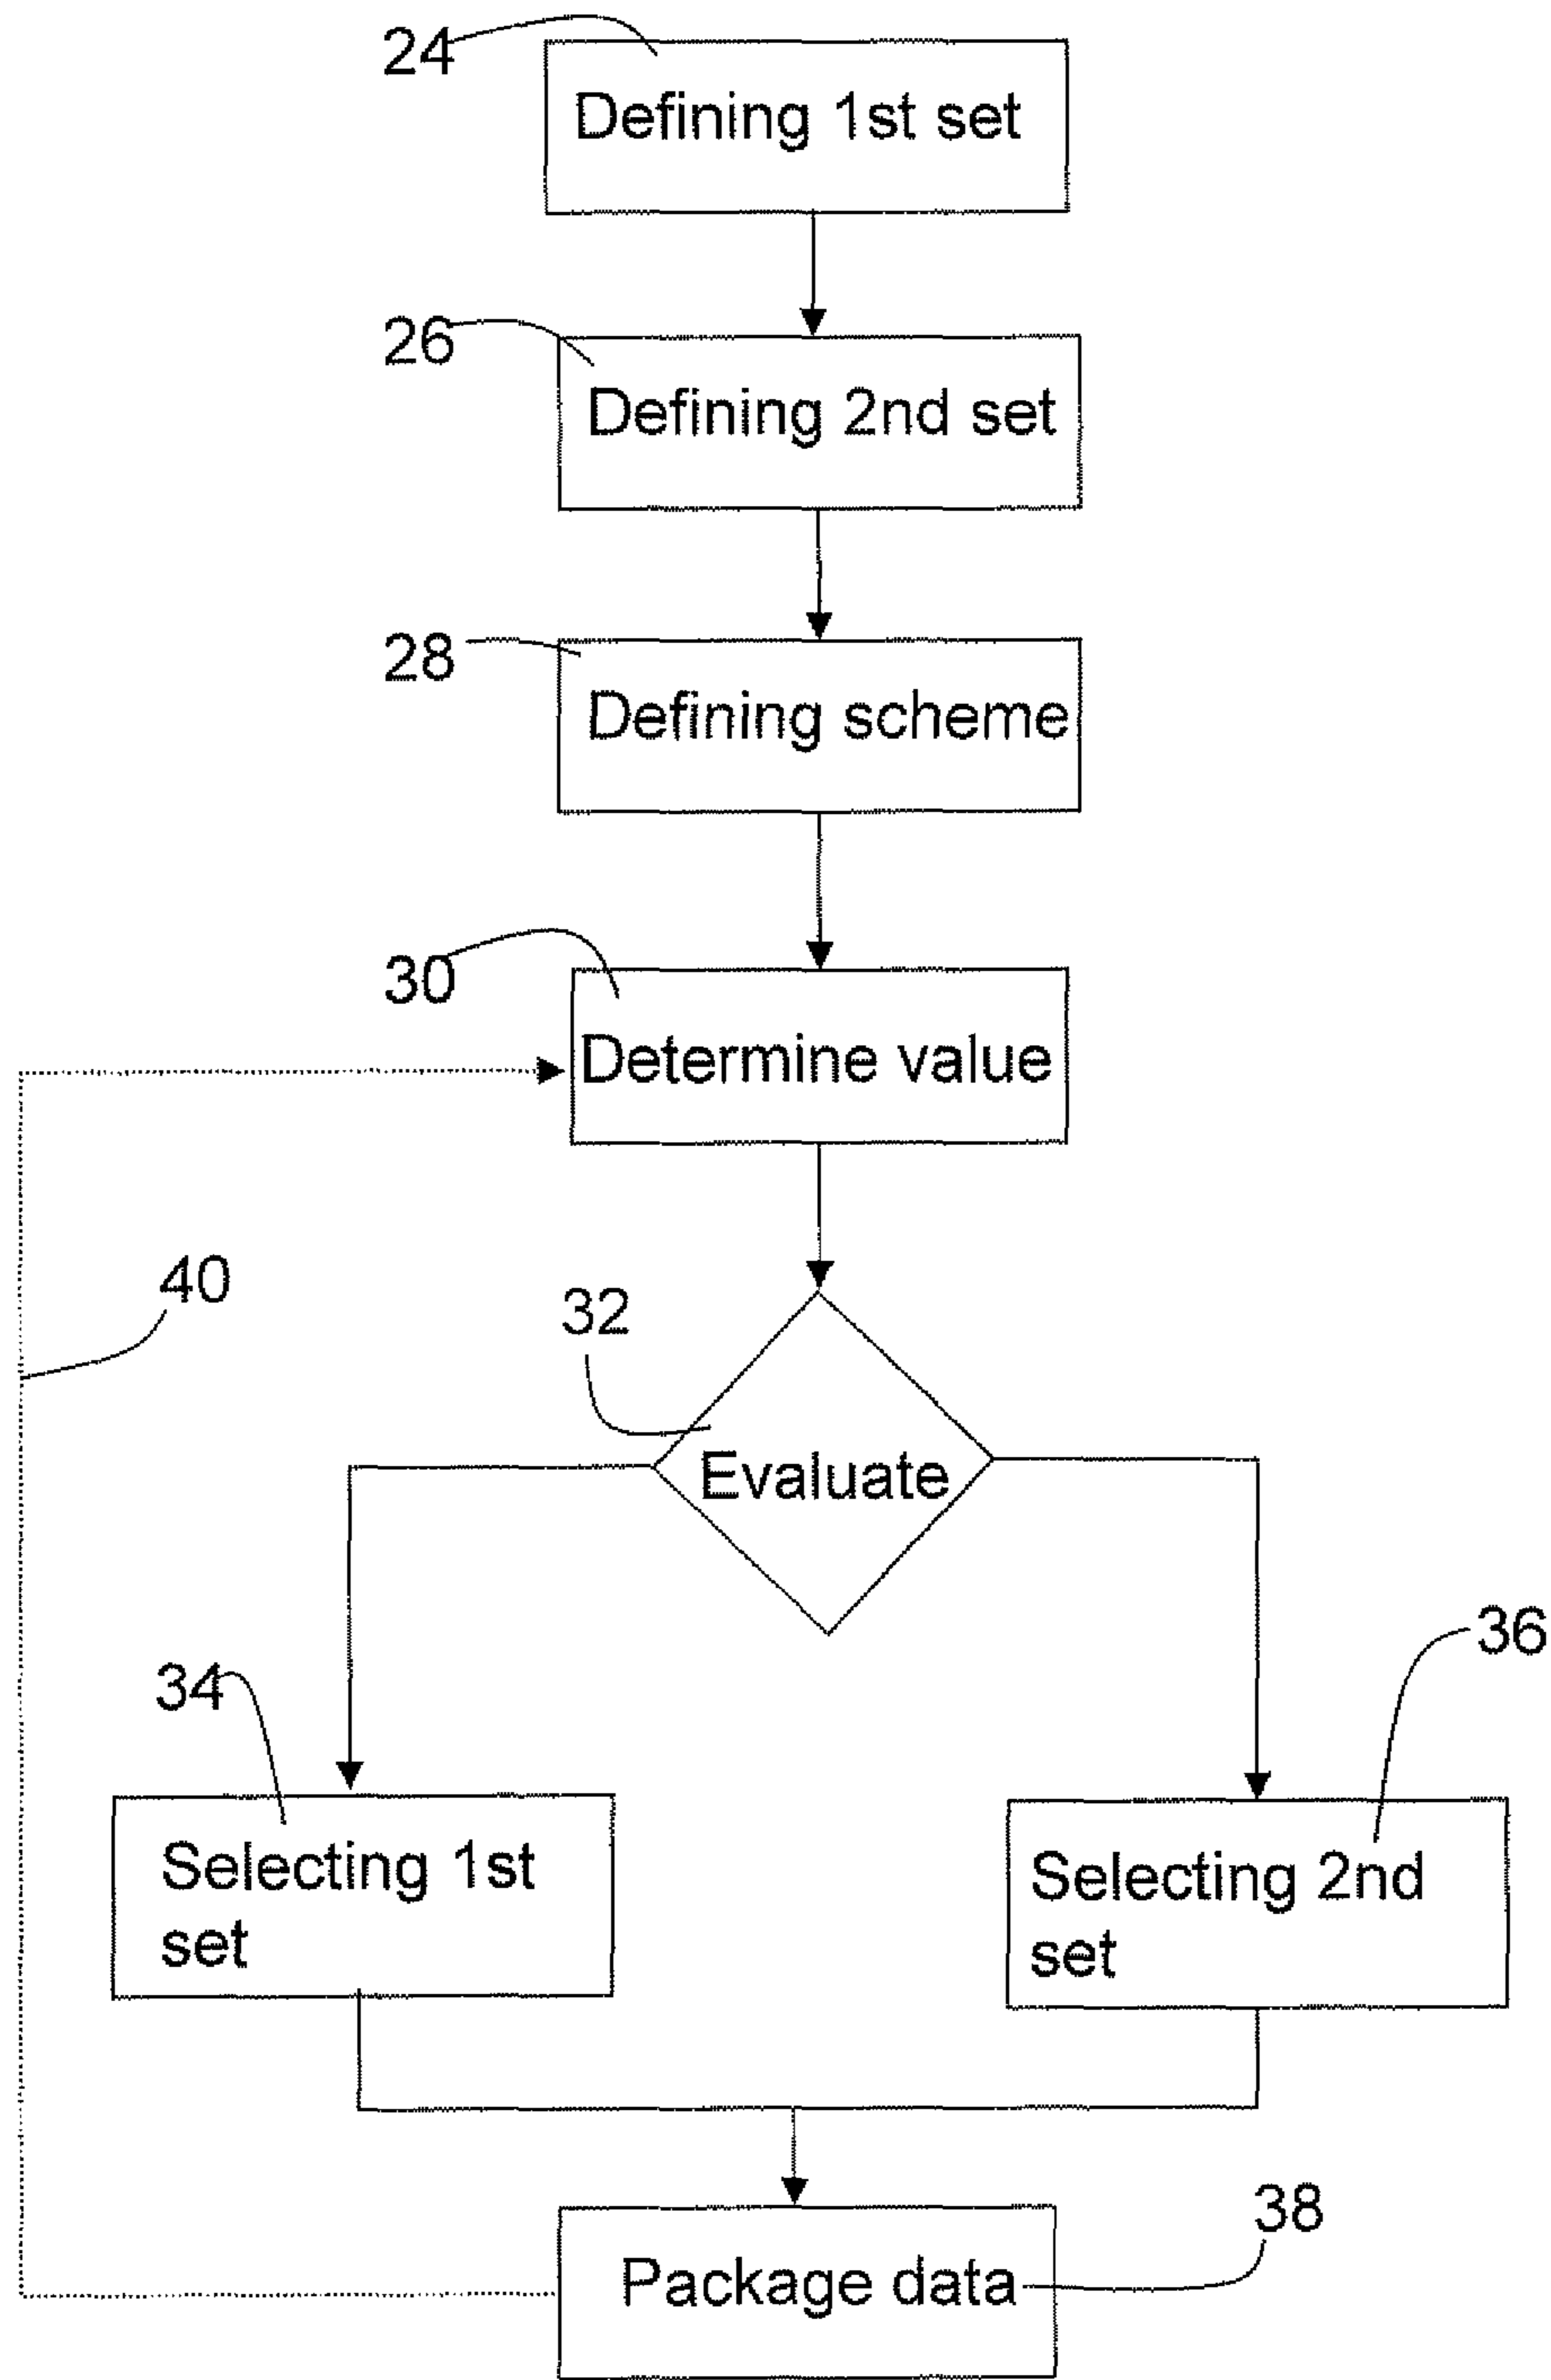 24
Defining 1st set
26
Defining 2nd set
28
Defining scheme
30
Determine value
40
32
Evaluate
34
36
Selecting 1st
set
Selecting 2nd
set
38
Package data